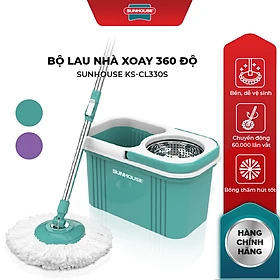 SUNHOUSE
BỘ LAU NHÀ XOAY 360 ĐỘ
SUNHOUSE KS-CL330S
Bền, dễ vệ sinh
Chuyển động
60.000 lần vắt
Bông thấm hút tốt
SUNHOUSE
HÀNG
CHÍNH HÃNG